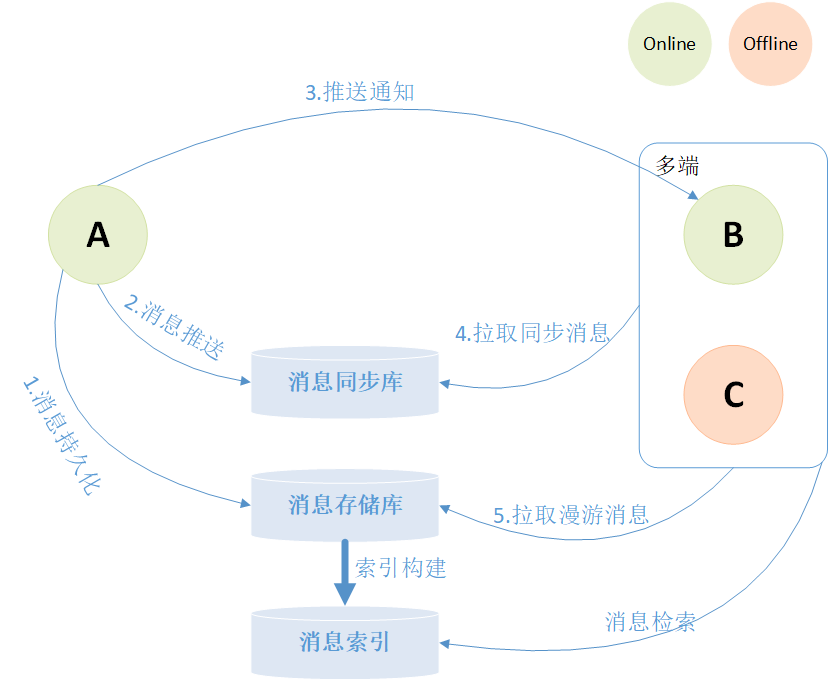 Online
Offline
3.推送通知
多端
A
B
2.消息推送
4.拉取同步消息
消息同步库
1.消息持久化
C
消息存储库
5.拉取漫游消息
索引构建
消息检索
消息索引